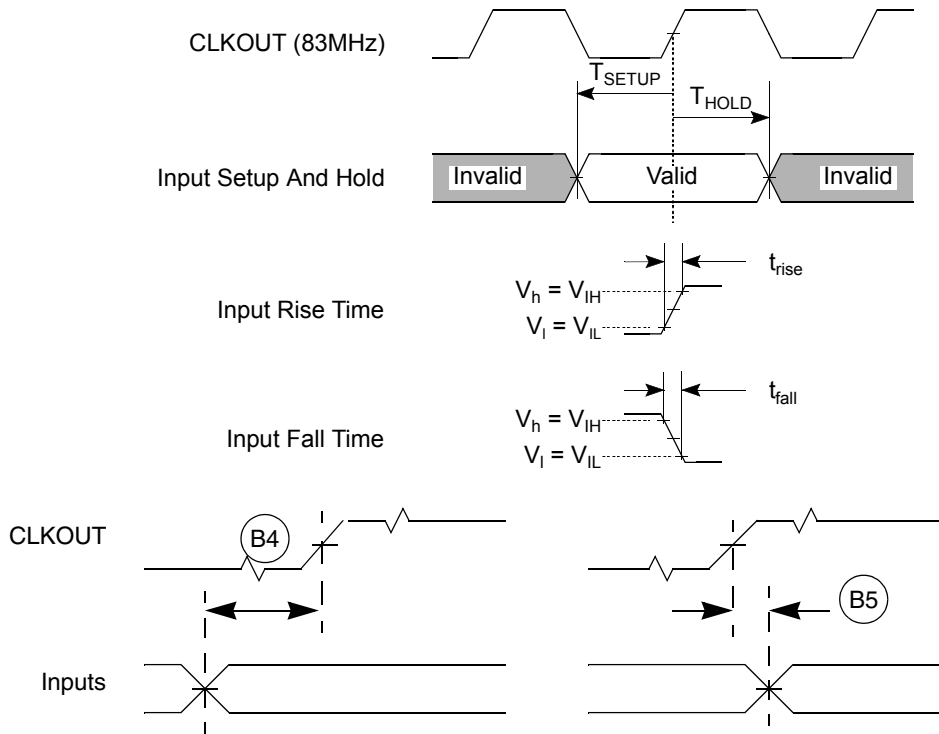 CLKOUT (83MHz)
TSETUP
THOLD
Input Setup And Hold
Invalid
Valid
Invalid
trise
Vh = VIH
Input Rise Time
Vl = VIL
tfall
Vh = VIH
Input Fall Time
Vl = VIL
CLKOUT
B4
B5
Inputs